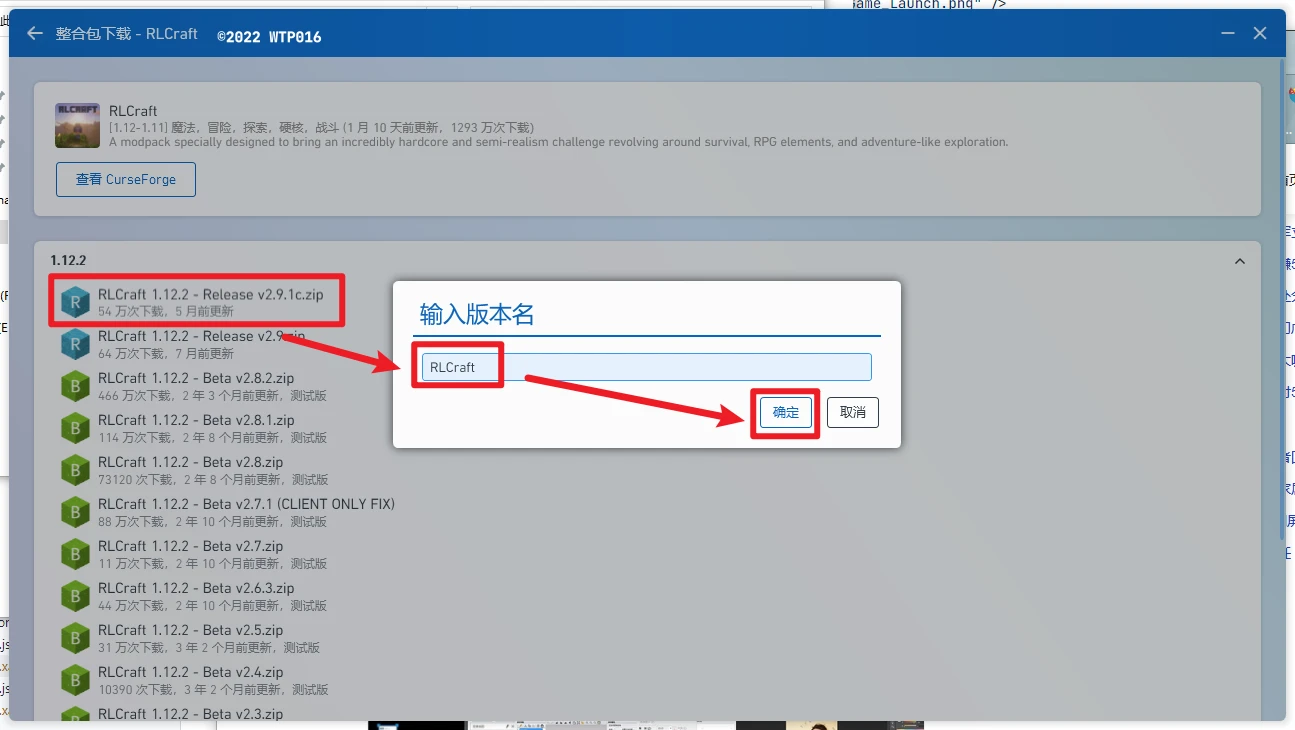 game_Launch.png" />
整合包下载 - RLCraft
©2022 WTP016
RLCRAFT
RLCraft
[1.12-1.11] 魔法，冒险，探索，硬核，战斗 (1 月 10 天前更新，1293 万次下载)
A modpack specially designed to bring an incredibly hardcore and semi-realism challenge revolving around survival, RPG elements, and adventure-like exploration.
查看 CurseForge
1.12.2
R
RLCraft 1.12.2 - Release v2.9.1c.zip
54 万次下载，5 月前更新
R
RLCraft 1.12.2 - Release v2.9.zip
64 万次下载，7 月前更新
B
RLCraft 1.12.2 - Beta v2.8.2.zip
466 万次下载，2 年 3 个月前更新，测试版
B
RLCraft 1.12.2 - Beta v2.8.1.zip
114 万次下载，2 年 8 个月前更新，测试版
B
RLCraft 1.12.2 - Beta v2.8.zip
73120 次下载，2 年 8 个月前更新，测试版
B
RLCraft 1.12.2 - Beta v2.7.1 (CLIENT ONLY FIX)
88 万次下载，2 年 10 个月前更新，测试版
B
RLCraft 1.12.2 - Beta v2.7.zip
11 万次下载，2 年 10 个月前更新，测试版
B
RLCraft 1.12.2 - Beta v2.6.3.zip
44 万次下载，2 年 10 个月前更新，测试版
B
RLCraft 1.12.2 - Beta v2.5.zip
31 万次下载，3 年 2 个月前更新，测试版
B
RLCraft 1.12.2 - Beta v2.4.zip
10390 次下载，3 年 2 个月前更新，测试版
B
RLCraft 1.12.2 - Beta v2.3.zip
输入版本名
RLCraft
确定
取消